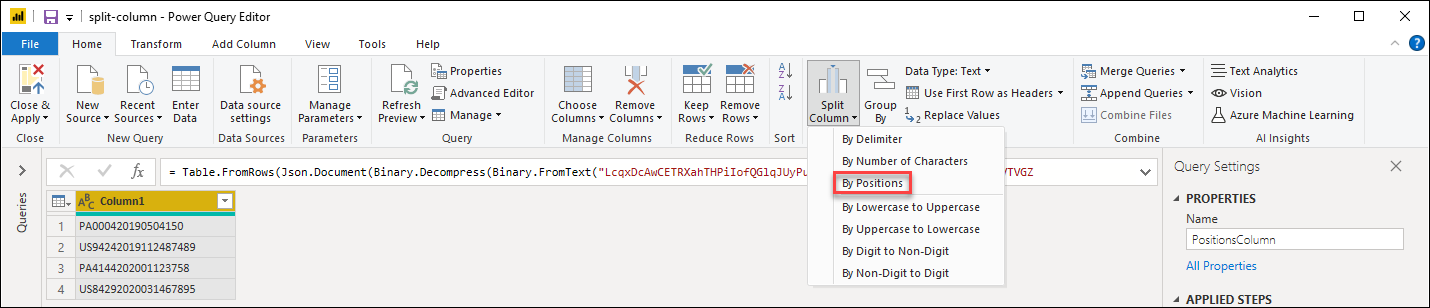 split-column - Power Query Editor
File Home Transform Add Column View Tools Help
Close & Apply
New Source
Recent Sources
Enter Data
Data source settings
Manage Parameters
Refresh Preview
Properties
Advanced Editor
Manage
Choose Columns
Remove Columns
Keep Rows
Remove Rows
A
Z
Z
A
Split Column
Group By
Data Type: Text
Use First Row as Headers
1
2
Replace Values
Merge Queries
Append Queries
Combine Files
Text Analytics
Vision
Azure Machine Learning
Close
New Query
Data Sources
Parameters
Query
Manage Columns
Reduce Rows
Sort
Combine
AI Insights
By Delimiter
By Number of Characters
By Positions
By Lowercase to Uppercase
By Uppercase to Lowercase
By Digit to Non-Digit
By Non-Digit to Digit
Queries
fx
= Table.FromRows(Json.Document(Binary.Decompress(Binary.FromText("LcqxDcAwCETRXahTHPiIofQGlqJUyPu
VTVGZ
ABC Column1
1 PA000420190504150
2 US94242019112487489
3 PA4144202001123758
4 US84292020031467895
Query Settings
PROPERTIES
Name
PositionsColumn
All Properties
APPLIED STEPS